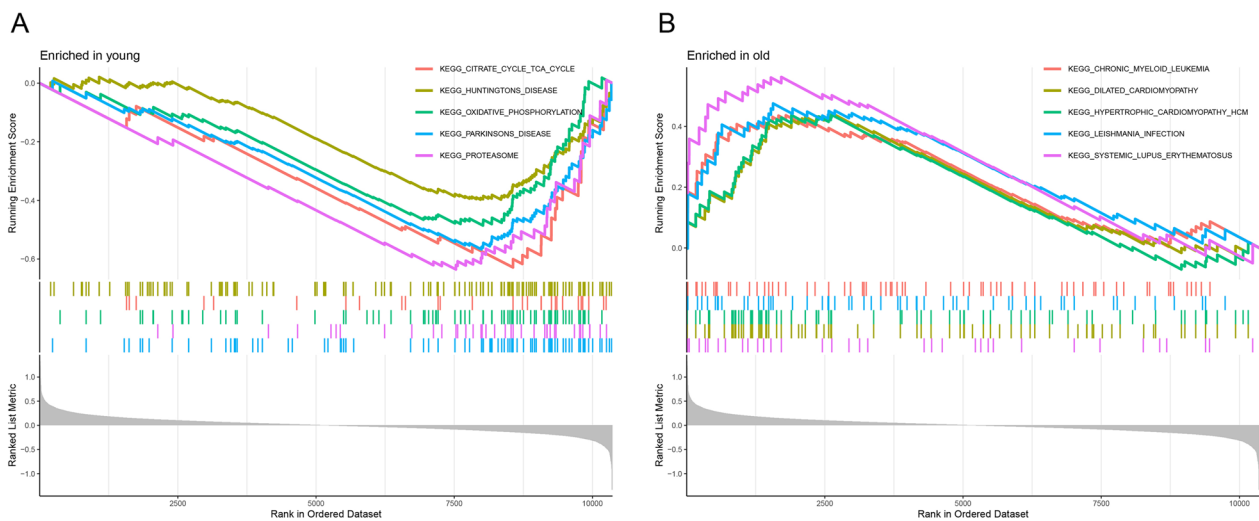 A
Enriched in young
KEGG_CITRATE_CYCLE_TCA_CYCLE
KEGG_HUNTINGTONS_DISEASE
KEGG_OXIDATIVE_PHOSPHORYLATION
KEGG_PARKINSONS_DISEASE
KEGG_PROTEASOME
Running Enrichment Score
0.0
−0.2
−0.4
−0.6
Ranked List Metric
1.0
0.5
0.0
−0.5
−1.0
2500
5000
7500
10000
Rank in Ordered Dataset
B
Enriched in old
KEGG_CHRONIC_MYELOID_LEUKEMIA
KEGG_DILATED_CARDIOMYOPATHY
KEGG_HYPERTROPHIC_CARDIOMYOPATHY_HCM
KEGG_LEISHMANIA_INFECTION
KEGG_SYSTEMIC_LUPUS_ERYTHEMATOSUS
Running Enrichment Score
0.4
0.2
0.0
Ranked List Metric
1.0
0.5
0.0
−0.5
−1.0
2500
5000
7500
10000
Rank in Ordered Dataset